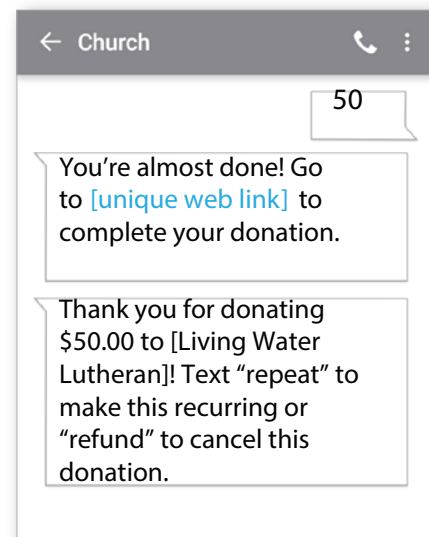 Church
50
You’re almost done! Go
to [unique web link] to
complete your donation.
Thank you for donating
$50.00 to [Living Water
Lutheran]! Text “repeat” to
make this recurring or
“refund” to cancel this
donation.